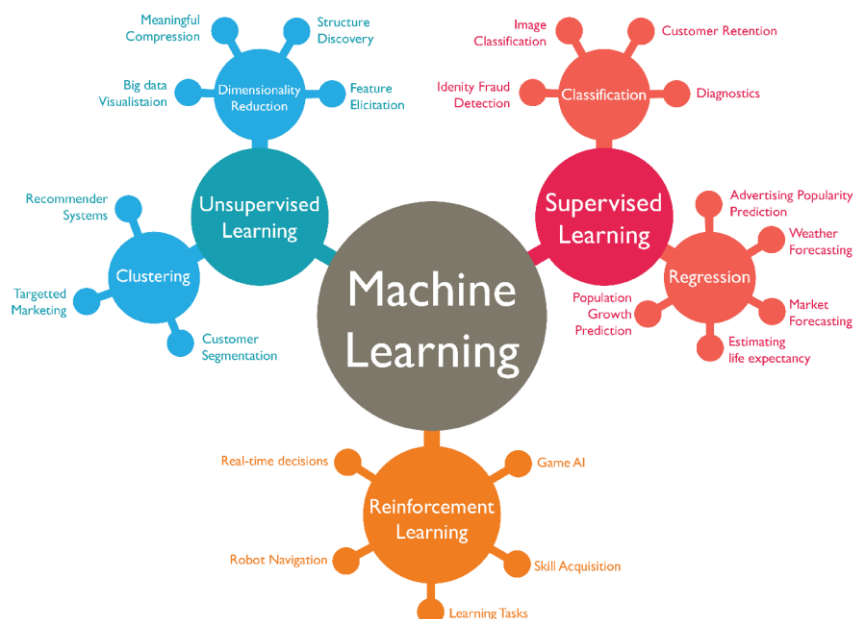 Meaningful
Compression
Structure
Discovery
Big data
Visualistaion
Dimensionality
Reduction
Feature
Elicitation
Image
Classification
Customer Retention
Idenity Fraud
Detection
Classification
Diagnostics
Recommender
Systems
Unsupervised
Learning
Supervised
Learning
Advertising Popularity
Prediction
Weather
Forecasting
Clustering
Regression
Targetted
Marketing
Machine
Learning
Population
Growth
Prediction
Market
Forecasting
Customer
Segmentation
Estimating
life expectancy
Real-time decisions
Game AI
Reinforcement
Learning
Robot Navigation
Skill Acquisition
Learning Tasks